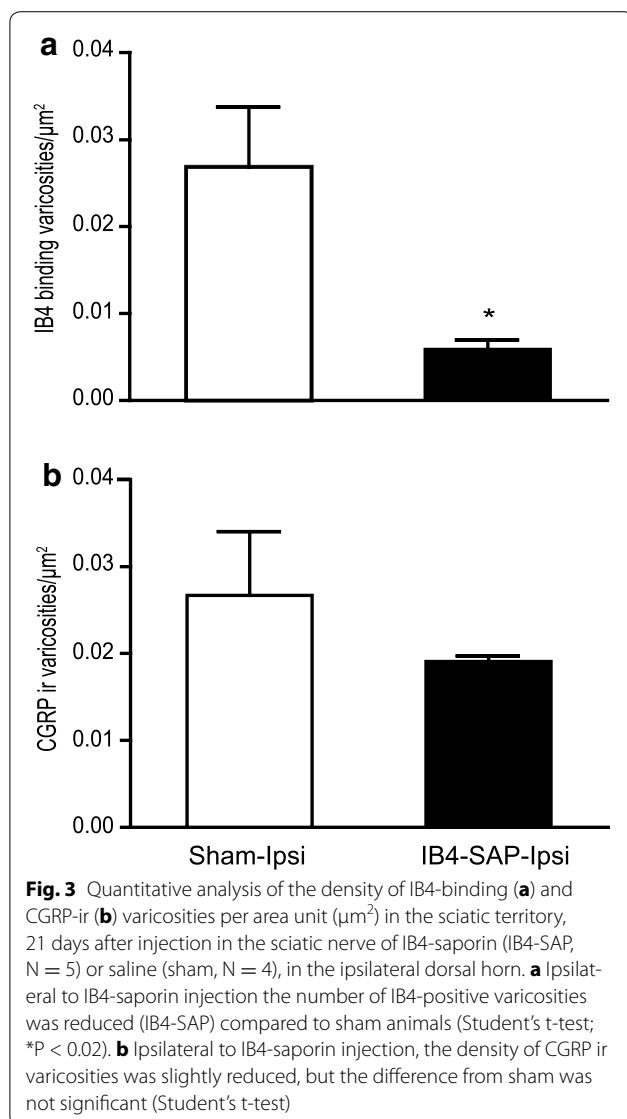 a
0.04
0.03
0.02
0.01
0.00
IB4 binding varicosities/µm²
*
b
0.04
0.03
0.02
0.01
0.00
CGRP ir varicosities/µm²
Sham-Ipsi IB4-SAP-Ipsi
Fig. 3 Quantitative analysis of the density of IB4-binding (a) and
CGRP-ir (b) varicosities per area unit (µm²) in the sciatic territory,
21 days after injection in the sciatic nerve of IB4-saporin (IB4-SAP,
N = 5) or saline (sham, N = 4), in the ipsilateral dorsal horn. a Ipsilat-
eral to IB4-saporin injection the number of IB4-positive varicosities
was reduced (IB4-SAP) compared to sham animals (Student’s t-test;
*P < 0.02). b Ipsilateral to IB4-saporin injection, the density of CGRP ir
varicosities was slightly reduced, but the difference from sham was
not significant (Student’s t-test)